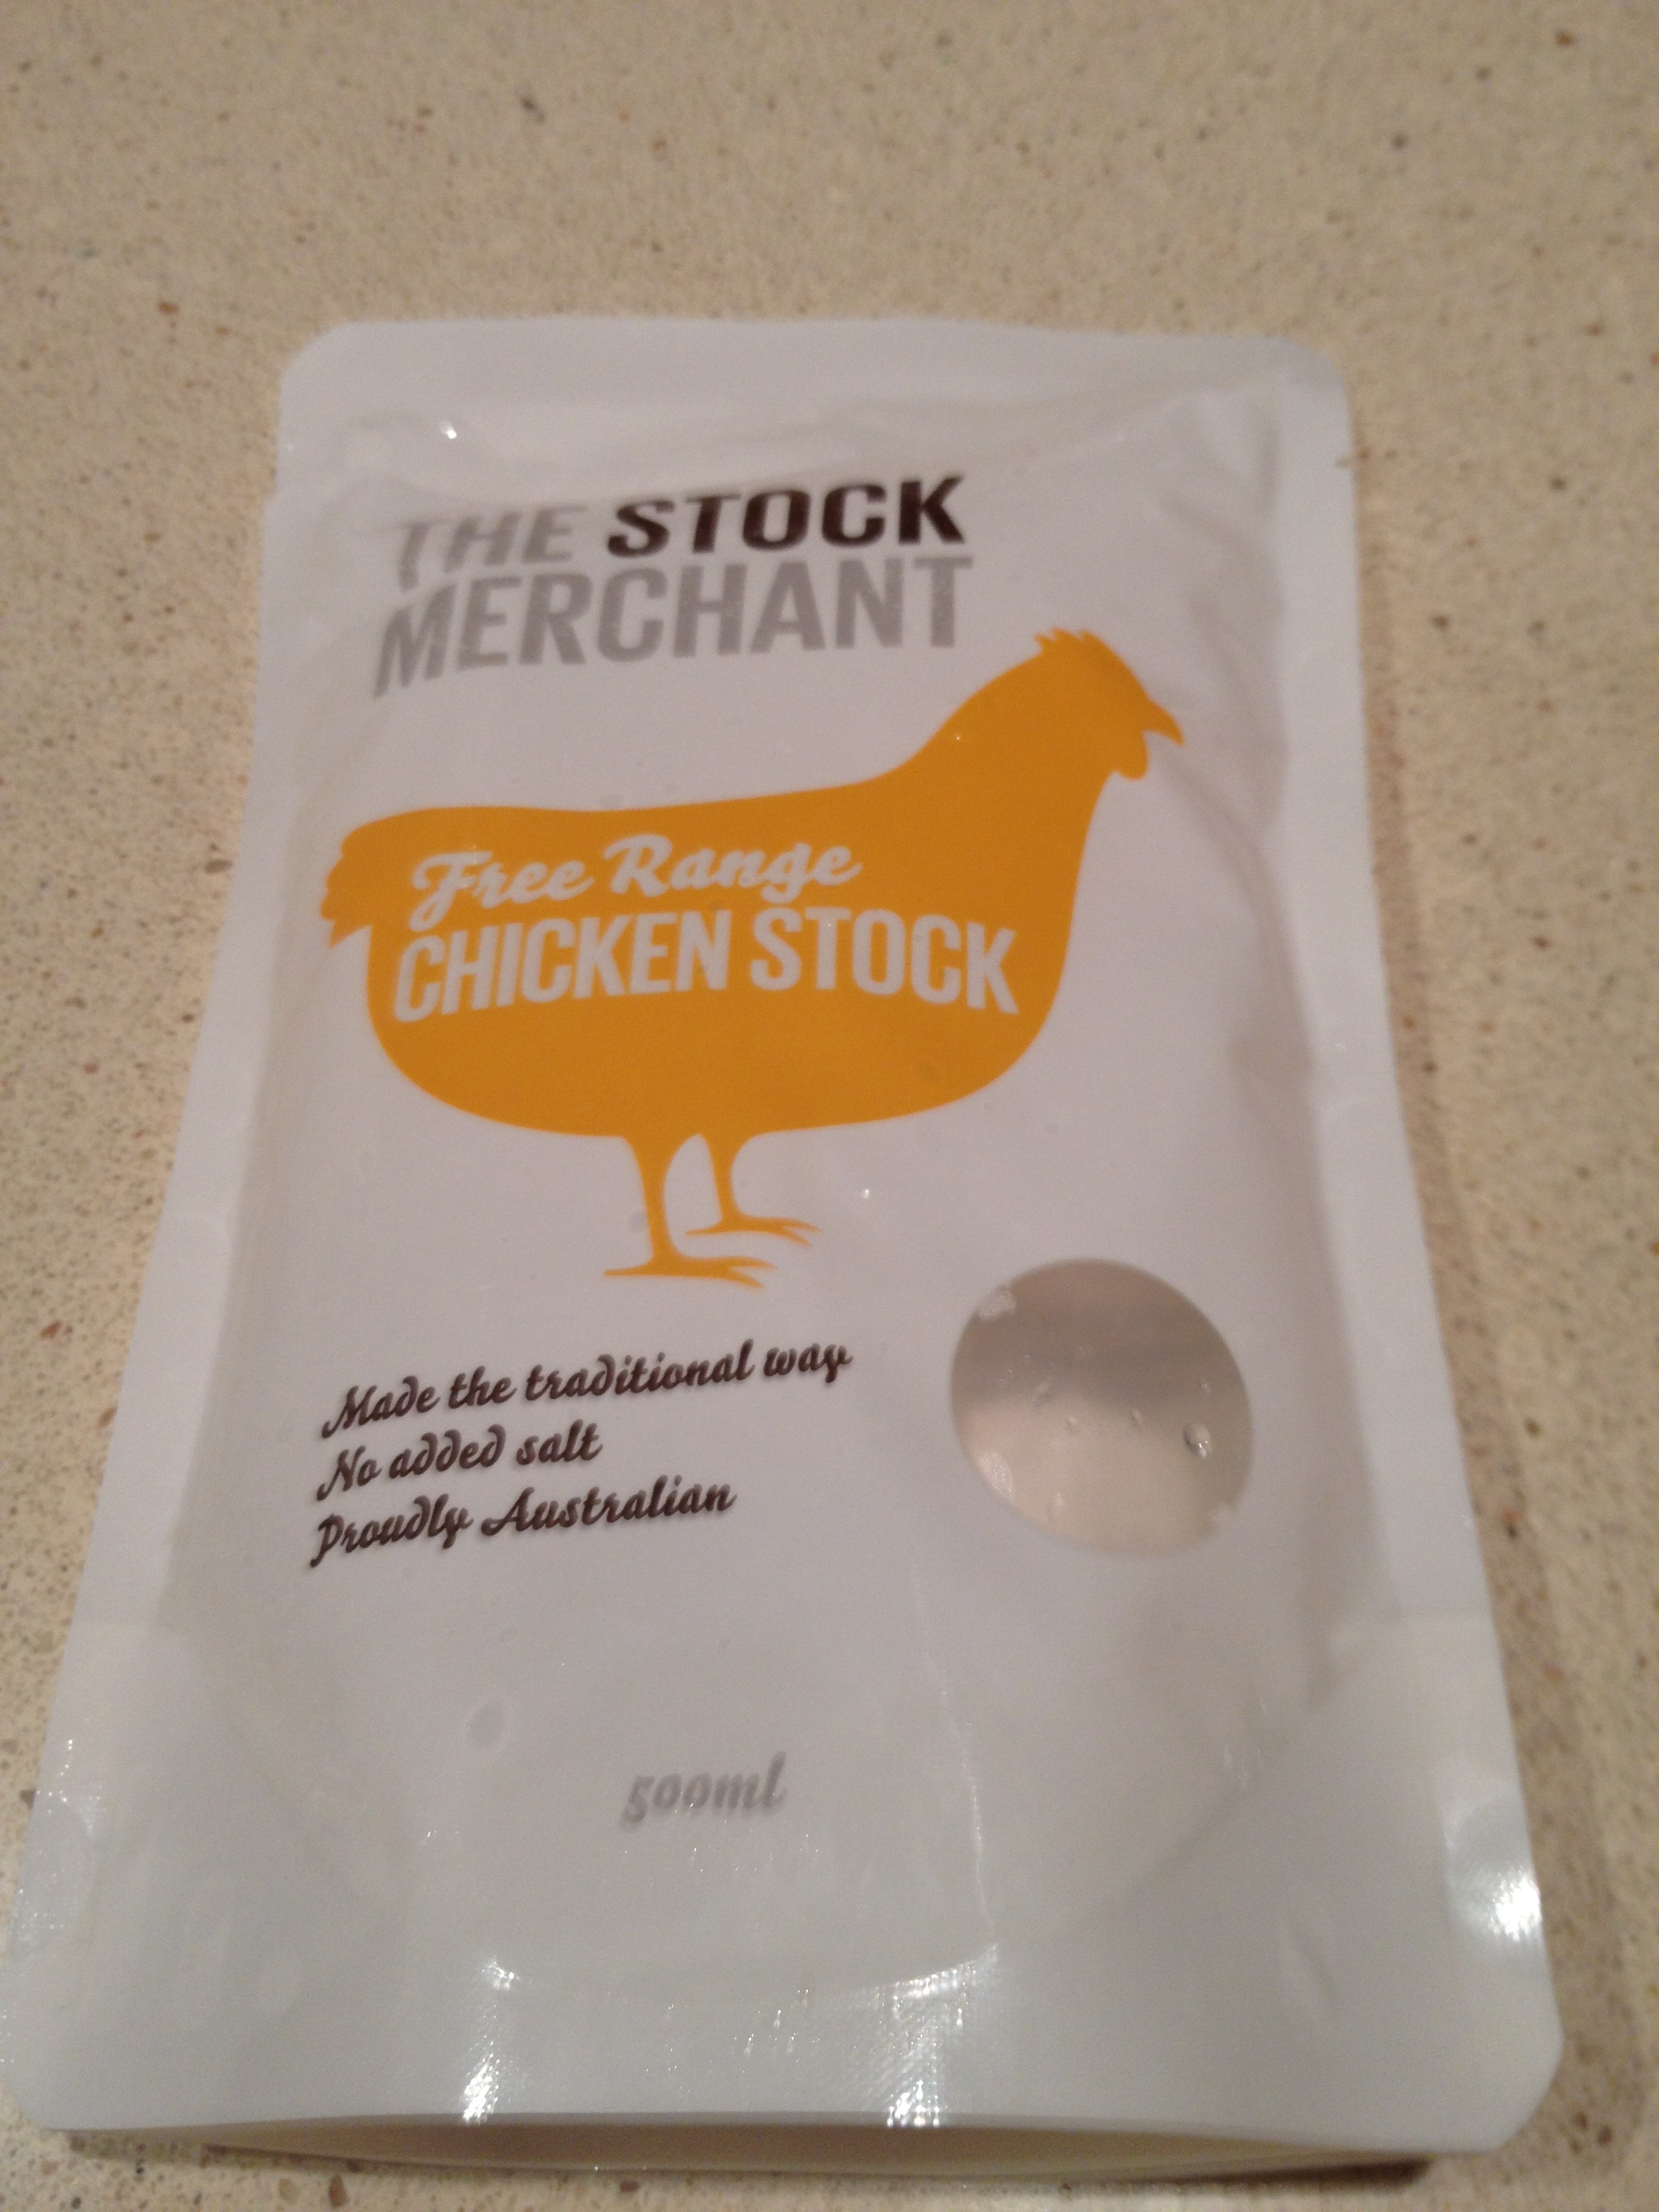 THE STOCK
MERCHANT
Free Range
CHICKEN STOCK
Made the traditional way
No added salt
Proudly Australian
500ml